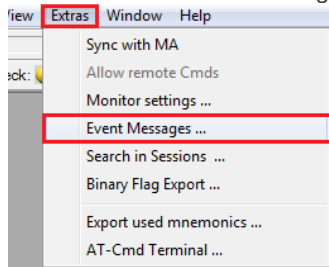 View Extras Window Help
Sync with MA
eck:
Allow remote Cmds
Monitor settings ...
Event Messages ...
Search in Sessions ...
Binary Flag Export ...
Export used mnemonics ...
AT-Cmd Terminal ...